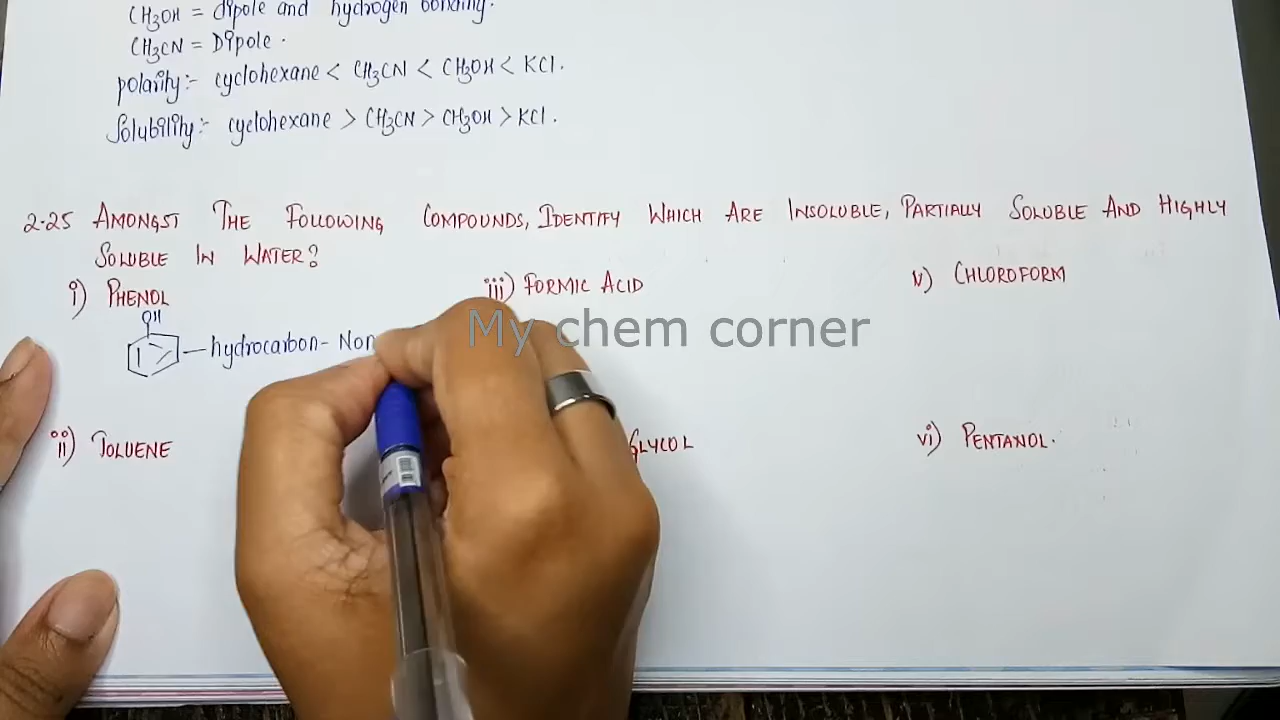 CH3OH = dipole and hydrogen bonding.
CH3CN = Dipole.
polarity:- cyclohexane < CH3CN < CH3OH < KCl.
Solubility:- cyclohexane > CH3CN > CH3OH > KCl.
2.25 AMONGST THE FOLLOWING COMPOUNDS, IDENTIFY WHICH ARE INSOLUBLE, PARTIALLY SOLUBLE AND HIGHLY
SOLUBLE IN WATER?
i) PHENOL
OH
hydrocarbon- Non
ii) TOLUENE
iii) FORMIC ACID
My chem corner
GLYCOL
v) CHLOROFORM
vi) PENTANOL.